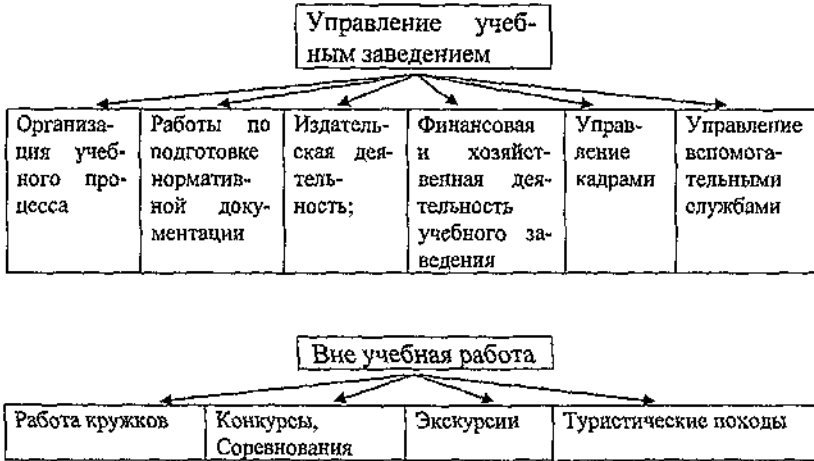 Управление учеб-
ным заведением
Организа-
ция учеб-
ного про-
цесса
Работы по
подготовке
норматив-
ной доку-
ментации
Издатель-
ская дея-
тель-
ность;
Финансовая
и хозяйст-
венная дея-
тельность
учебного за-
ведения
Управ-
ление
кадрами
Управление
вспомога-
тельными
службами
Вне учебная работа
Работа кружков
Конкурсы,
Соревнования
Экскурсии
Туристические походы